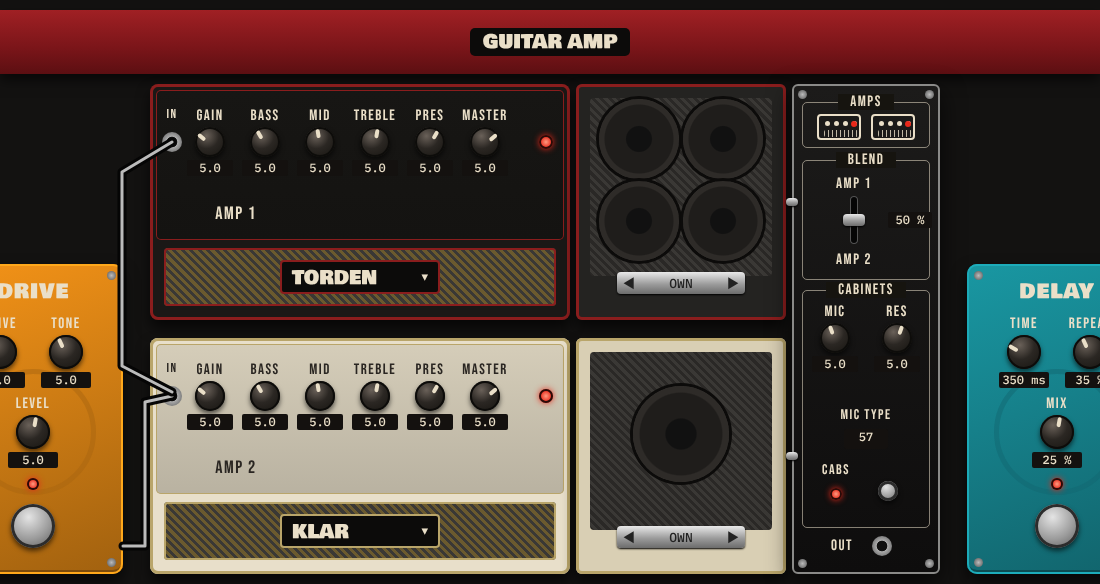 GUITAR AMP
IN GAIN BASS MID TREBLE PRES MASTER
5.0 5.0 5.0 5.0 5.0 5.0
AMP 1
TORDEN
OWN
AMPS
BLEND
AMP 1
50 %
AMP 2
CABINETS
MIC RES
5.0 5.0
MIC TYPE
57
CABS
OUT
IN GAIN BASS MID TREBLE PRES MASTER
5.0 5.0 5.0 5.0 5.0 5.0
AMP 2
KLAR
OWN
DRIVE
IVE TONE
.0 5.0
LEVEL
5.0
DELAY
TIME REPEA
350 ms 35 %
MIX
25 %